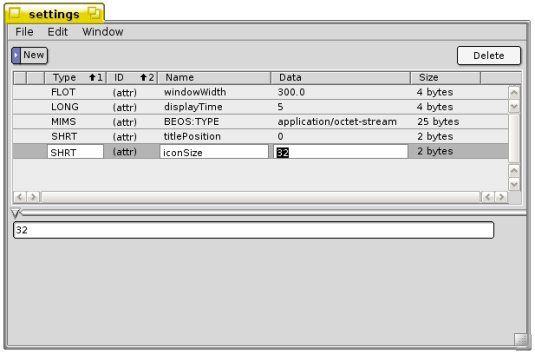 settings
File Edit Window
New Delete
Type 1 ID 2 Name Data Size
FLOT (attr) windowWidth 300.0 4 bytes
LONG (attr) displayTime 5 4 bytes
MIMS (attr) BEOS:TYPE application/octet-stream 25 bytes
SHRT (attr) titlePosition 0 2 bytes
SHRT (attr) iconSize 32 2 bytes
32